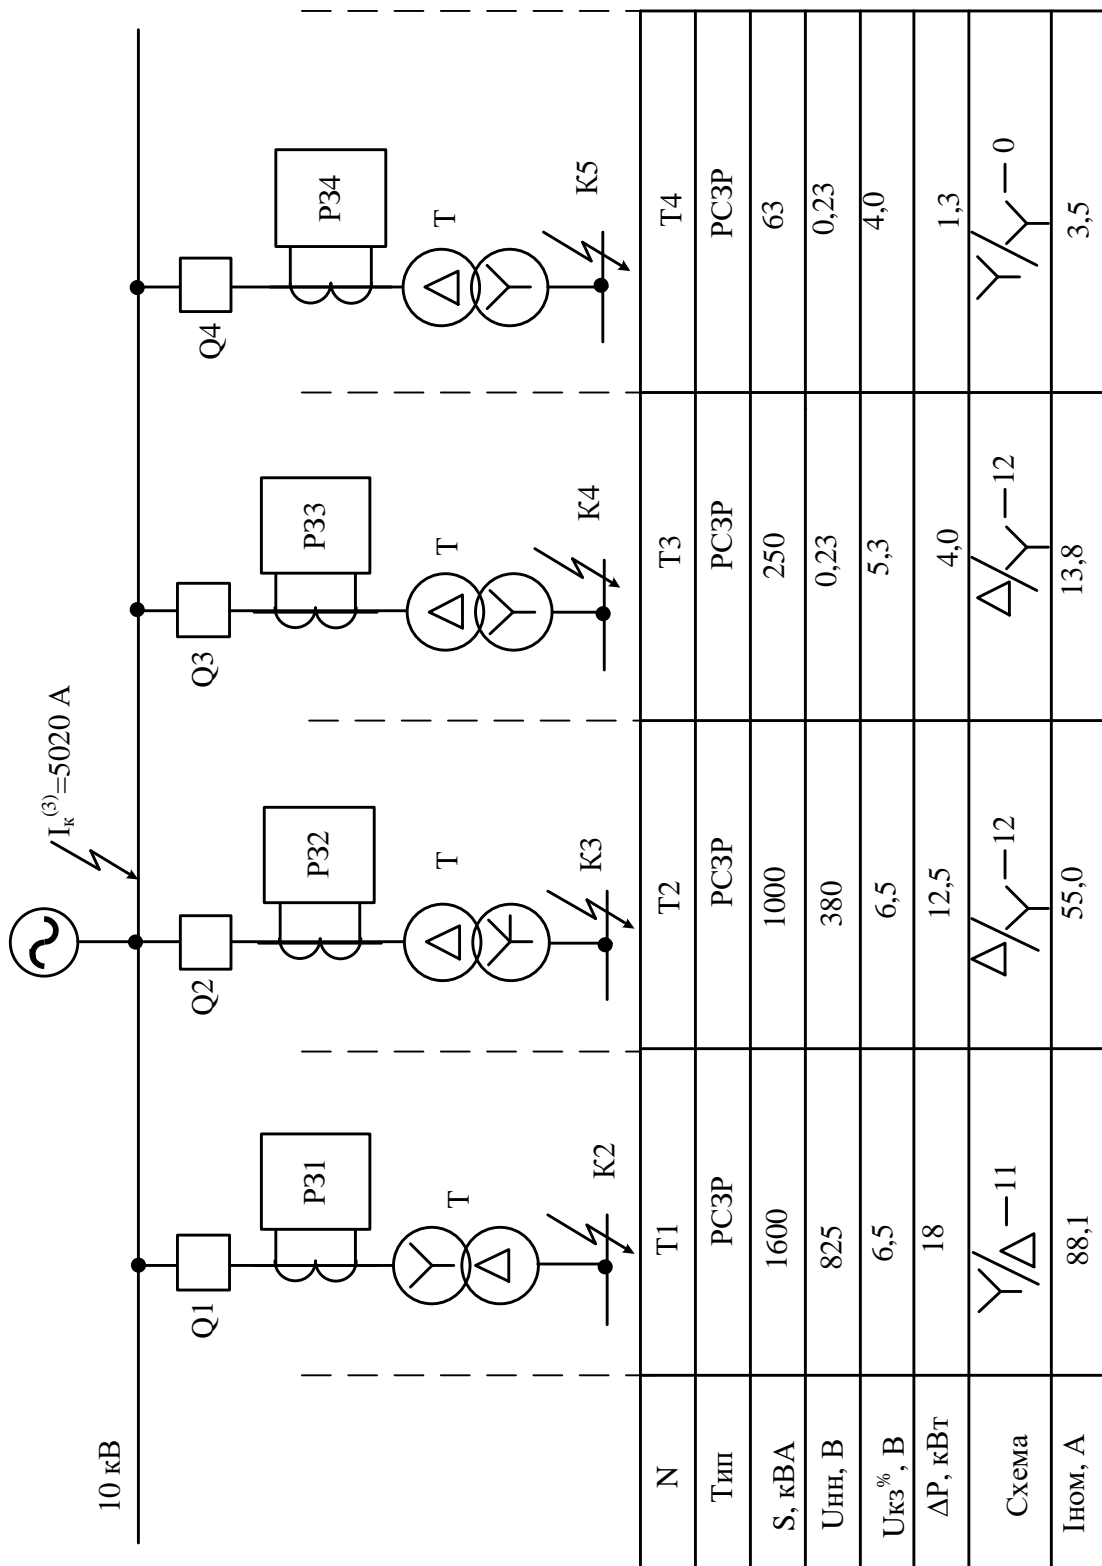 10 кВ
Iк(3)=5020 А
Q1
Q2
Q3
Q4
РЗ1
РЗ2
РЗ3
РЗ4
Т
Т
Т
Т
К2
К3
К4
К5
N Т1 Т2 Т3 Т4
Тип РСЗР РСЗР РСЗР РСЗР
S, кВА 1600 1000 250 63
Uнн, В 825 380 0,23 0,23
Uкз%, В 6,5 6,5 5,3 4,0
ΔР, кВт 18 12,5 4,0 1,3
Схема Y/Δ—11 Δ/Y—12 Δ/Y—12 Y/Y—0
Iном, А 88,1 55,0 13,8 3,5